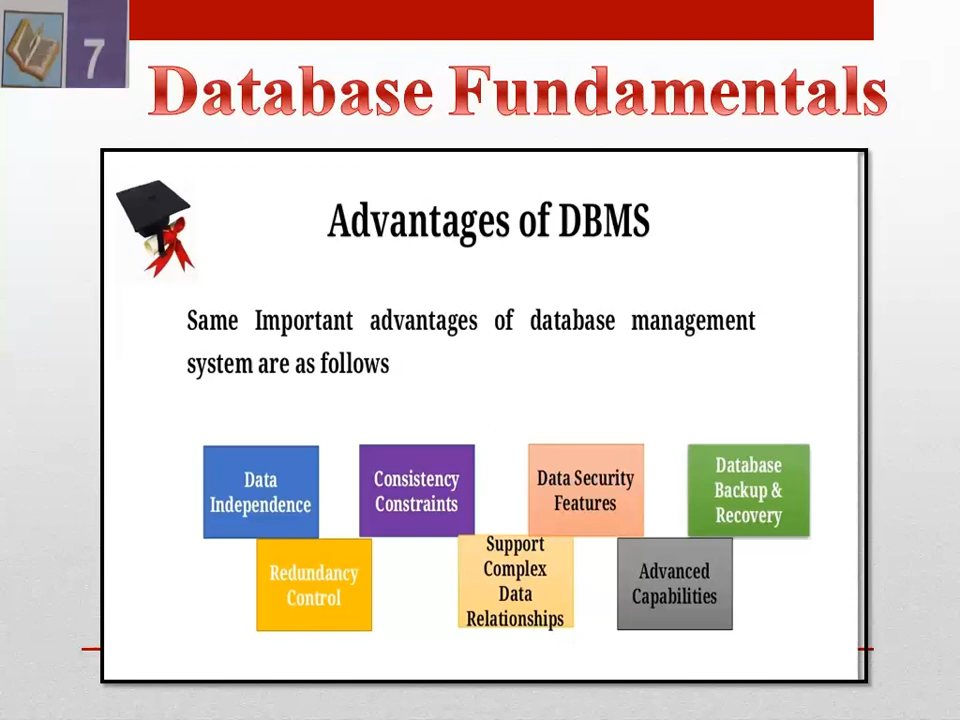 7
Database Fundamentals
Advantages of DBMS
Same Important advantages of database management
system are as follows
Data
Independence
Consistency
Constraints
Data Security
Features
Database
Backup &
Recovery
Redundancy
Control
Support
Complex
Data
Relationships
Advanced
Capabilities